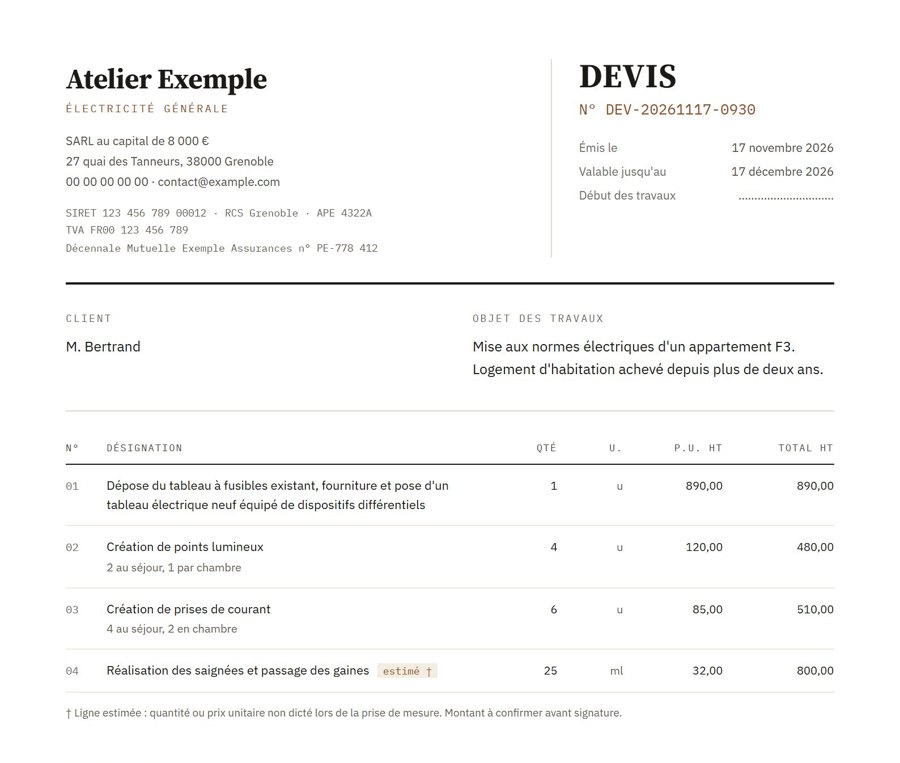 Atelier Exemple
ÉLECTRICITÉ GÉNÉRALE
SARL au capital de 8 000 €
27 quai des Tanneurs, 38000 Grenoble
00 00 00 00 00 · contact@example.com
SIRET 123 456 789 00012 · RCS Grenoble · APE 4322A
TVA FR00 123 456 789
Décennale Mutuelle Exemple Assurances n° PE-778 412
DEVIS
N° DEV-20261117-0930
Émis le 17 novembre 2026
Valable jusqu'au 17 décembre 2026
Début des travaux ..............................
CLIENT
M. Bertrand
OBJET DES TRAVAUX
Mise aux normes électriques d'un appartement F3.
Logement d'habitation achevé depuis plus de deux ans.
N° DÉSIGNATION QTÉ U. P.U. HT TOTAL HT
01 Dépose du tableau à fusibles existant, fourniture et pose d'un 1 u 890,00 890,00
tableau électrique neuf équipé de dispositifs différentiels
02 Création de points lumineux 4 u 120,00 480,00
2 au séjour, 1 par chambre
03 Création de prises de courant 6 u 85,00 510,00
4 au séjour, 2 en chambre
04 Réalisation des saignées et passage des gaines estimé † 25 ml 32,00 800,00
† Ligne estimée : quantité ou prix unitaire non dicté lors de la prise de mesure. Montant à confirmer avant signature.